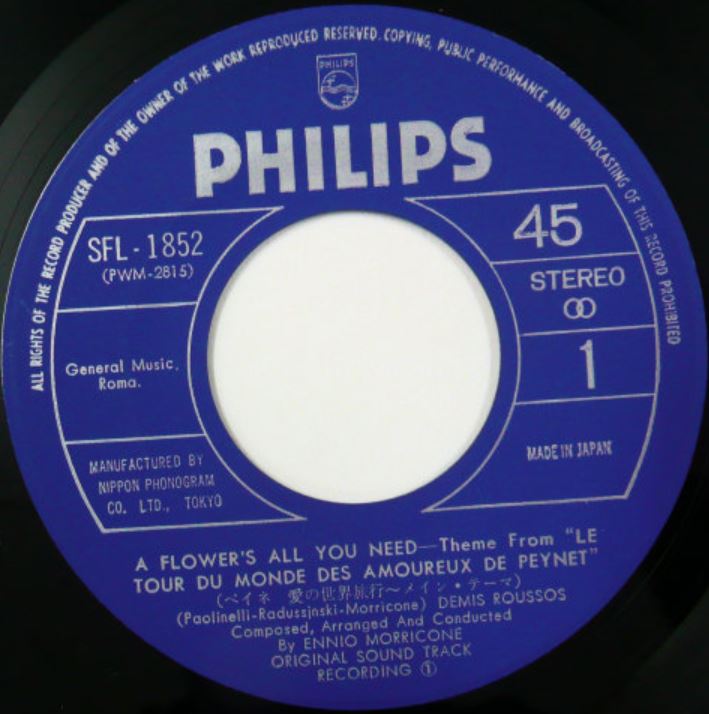 ALL RIGHTS OF THE RECORD PRODUCER AND OF THE OWNER OF THE WORK REPRODUCED RESERVED. COPYING, PUBLIC PERFORMANCE AND BROADCASTING OF THIS RECORD PROHIBITED
PHILIPS
PHILIPS
SFL - 1852
(PWM-2815)
General Music.
Roma.
MANUFACTURED BY
NIPPON PHONOGRAM
CO. LTD., TOKYO
45
STEREO
1
MADE IN JAPAN
A FLOWER'S ALL YOU NEED—Theme From "LE
TOUR DU MONDE DES AMOUREUX DE PEYNET"
(ペイネ 愛の世界旅行〜メイン・テーマ)
(Paolinelli-Radussjnski-Morricone) DEMIS ROUSSOS
Composed, Arranged And Conducted
By ENNIO MORRICONE
ORIGINAL SOUND TRACK
RECORDING ①